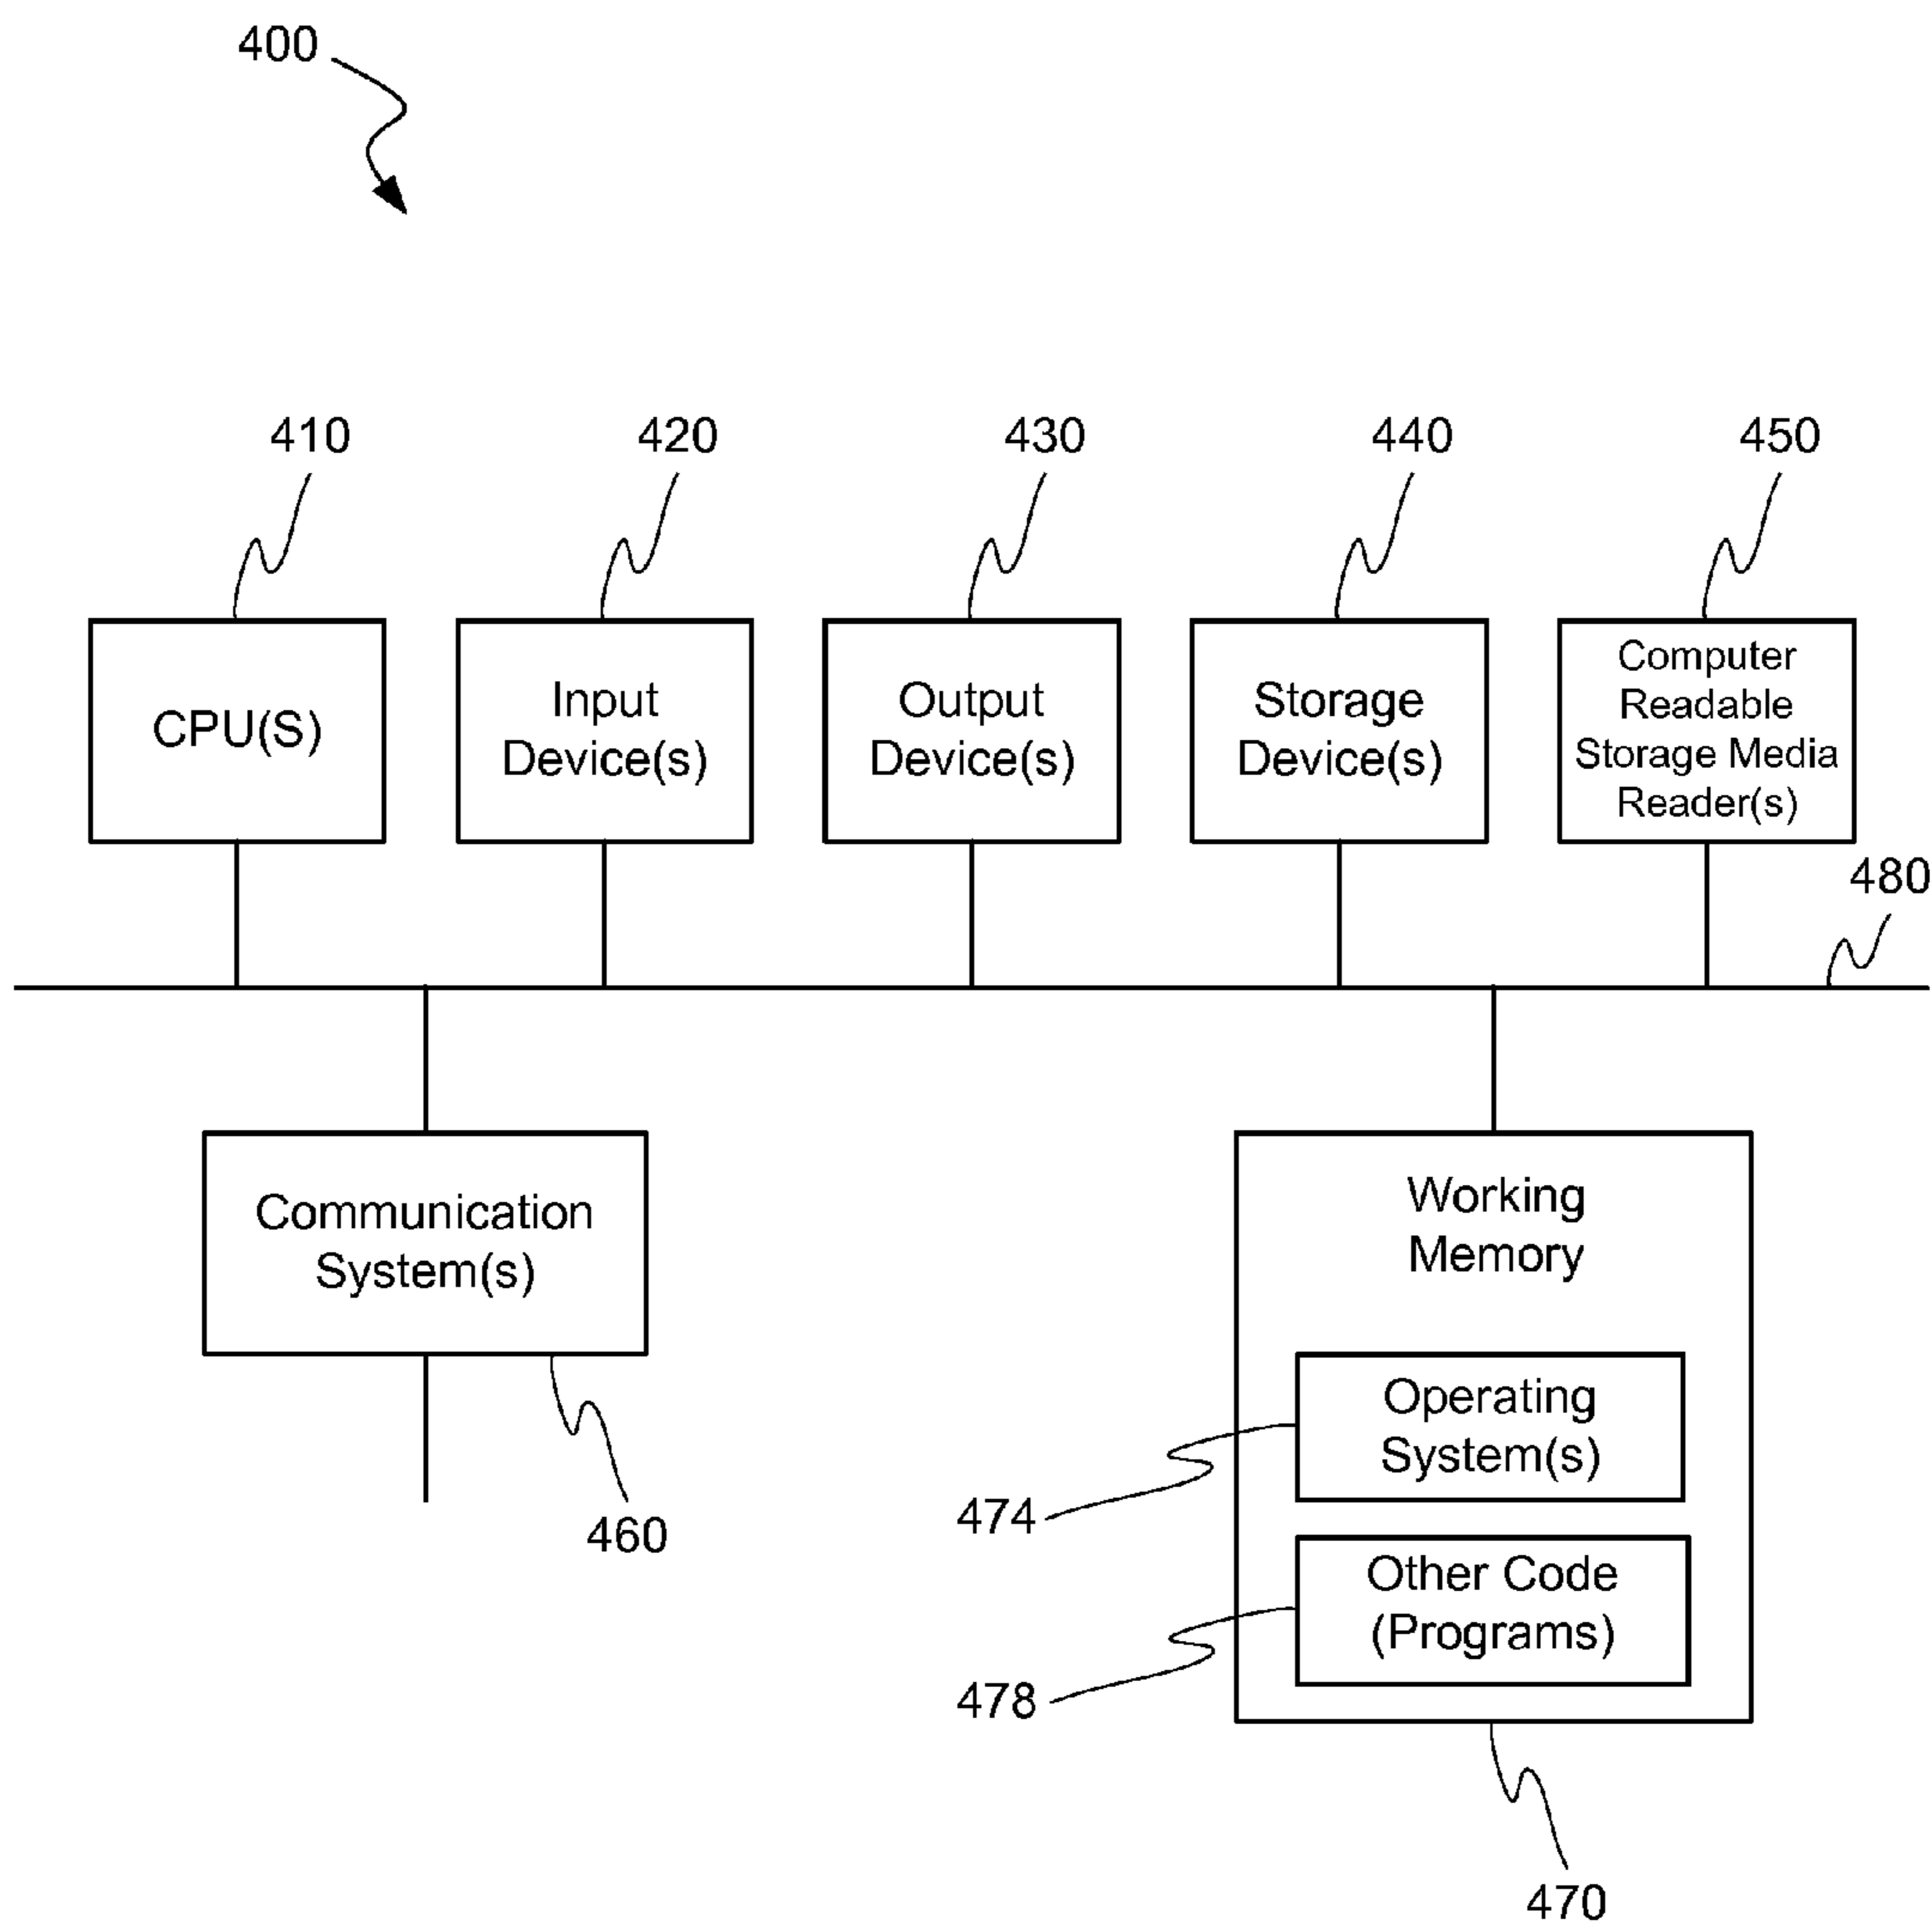 400
410
420
430
440
450
CPU(S)
Input
Device(s)
Output
Device(s)
Storage
Device(s)
Computer
Readable
Storage Media
Reader(s)
480
Communication
System(s)
460
Working
Memory
Operating
System(s)
474
Other Code
(Programs)
478
470